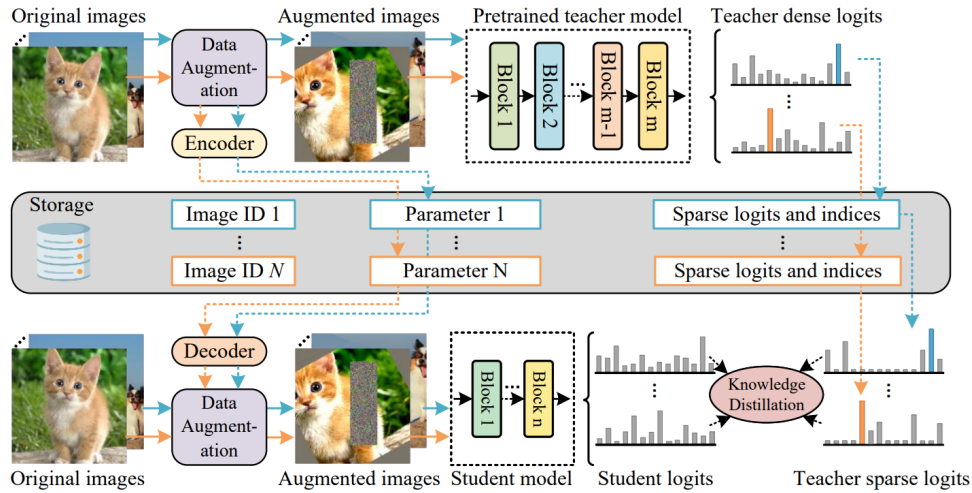 Original images
Augmented images
Pretrained teacher model
Teacher dense logits
Data
Augment-
ation
Block 1
Block 2
Block m-1
Block m
Encoder
Storage
Image ID 1
Parameter 1
Sparse logits and indices
Image ID N
Parameter N
Sparse logits and indices
Decoder
Data
Augment-
ation
Block 1
Block n
Knowledge
Distillation
Original images
Augmented images
Student model
Student logits
Teacher sparse logits